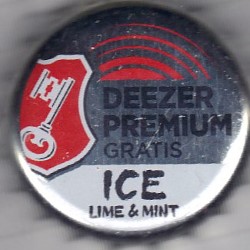 DEEZER
PREMIUM
GRATIS
ICE
LIME & MINT